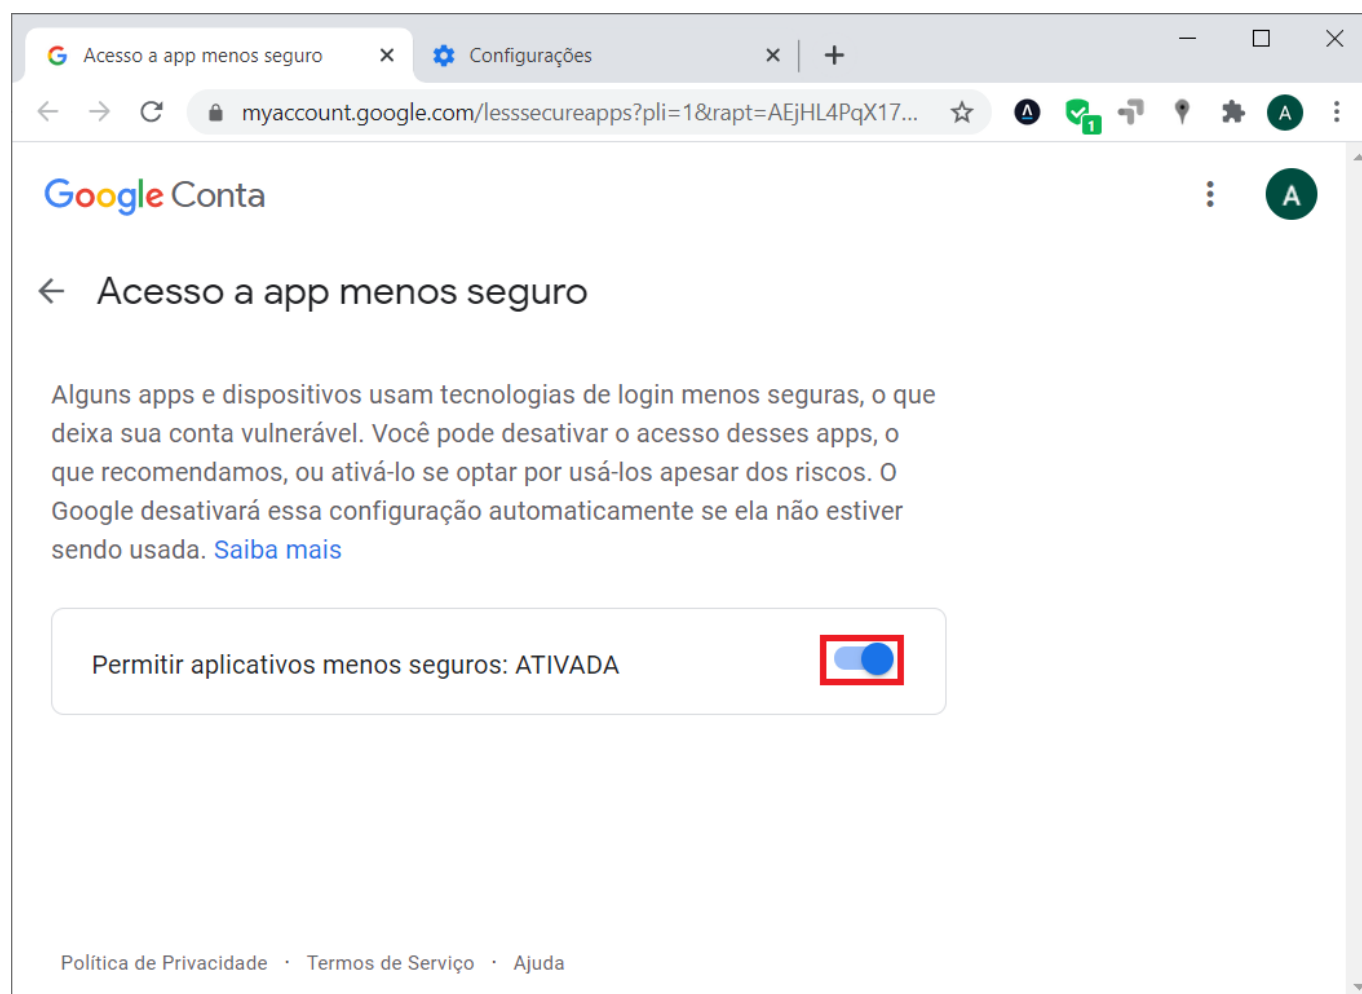 Acesso a app menos seguro
Configurações
myaccount.google.com/lesssecureapps?pli=1&rapt=AEjHL4PqX17...
1
A
Google Conta
A
Acesso a app menos seguro
Alguns apps e dispositivos usam tecnologias de login menos seguras, o que
deixa sua conta vulnerável. Você pode desativar o acesso desses apps, o
que recomendamos, ou ativá-lo se optar por usá-los apesar dos riscos. O
Google desativará essa configuração automaticamente se ela não estiver
sendo usada. Saiba mais
Permitir aplicativos menos seguros: ATIVADA
Política de Privacidade · Termos de Serviço · Ajuda